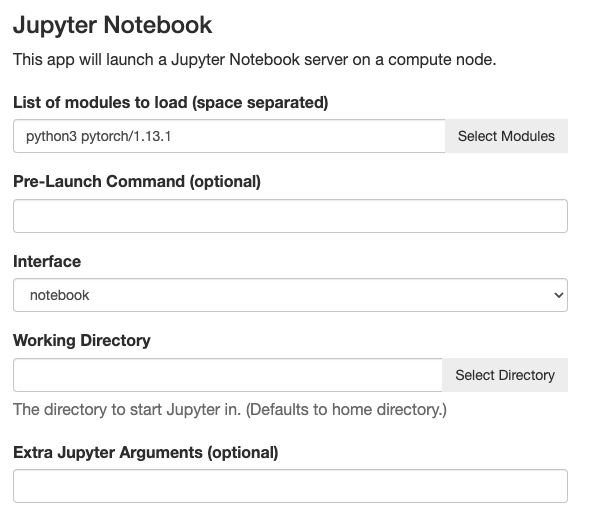 Jupyter Notebook
This app will launch a Jupyter Notebook server on a compute node.
List of modules to load (space separated)
python3 pytorch/1.13.1
Select Modules
Pre-Launch Command (optional)
Interface
notebook
Working Directory
Select Directory
The directory to start Jupyter in. (Defaults to home directory.)
Extra Jupyter Arguments (optional)